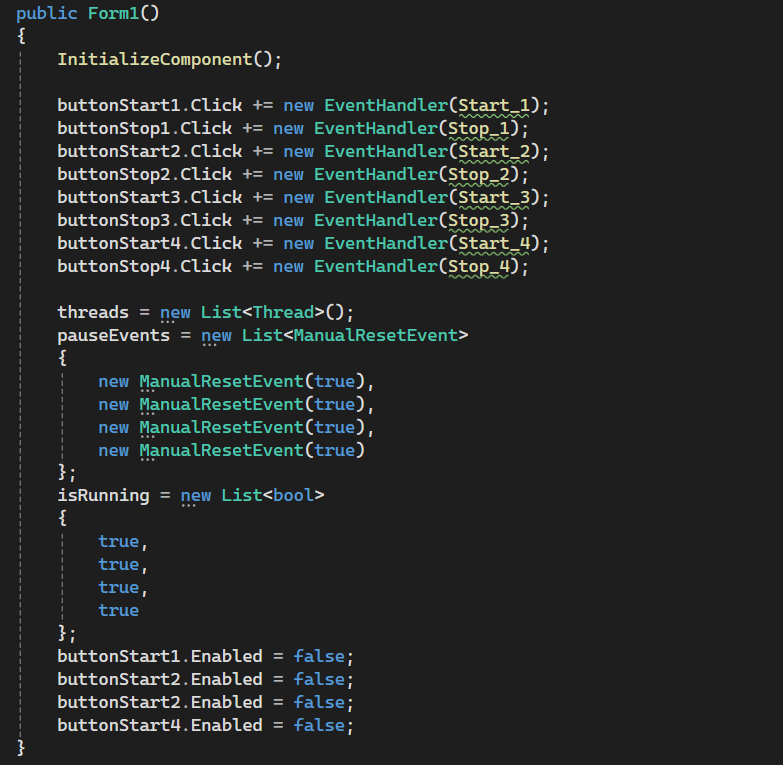 public Form1()
{
InitializeComponent();
buttonStart1.Click += new EventHandler(Start_1);
buttonStop1.Click += new EventHandler(Stop_1);
buttonStart2.Click += new EventHandler(Start_2);
buttonStop2.Click += new EventHandler(Stop_2);
buttonStart3.Click += new EventHandler(Start_3);
buttonStop3.Click += new EventHandler(Stop_3);
buttonStart4.Click += new EventHandler(Start_4);
buttonStop4.Click += new EventHandler(Stop_4);
threads = new List<Thread>();
pauseEvents = new List<ManualResetEvent>
{
new ManualResetEvent(true),
new ManualResetEvent(true),
new ManualResetEvent(true),
new ManualResetEvent(true)
};
isRunning = new List<bool>
{
true,
true,
true,
true
};
buttonStart1.Enabled = false;
buttonStart2.Enabled = false;
buttonStart2.Enabled = false;
buttonStart4.Enabled = false;
}